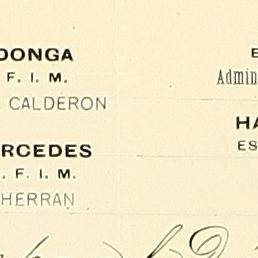 DONGA
F. I. M.
CALDERON
RCEDES
. F. I. M.
HERRAN
E
Admin
HA
ES